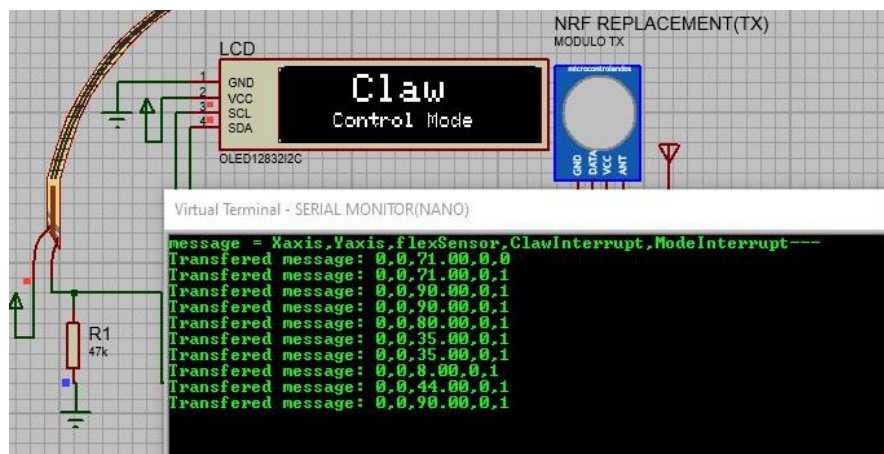 NRF REPLACEMENT(TX)
MODULO TX
LCD
microcontrolandos
1 GND
2 VCC
3 SCL
4 SDA
Claw
Control Mode
OLED12832I2C
GND DATA VCC ANT
Virtual Terminal - SERIAL MONITOR(NANO)
message = Xaxis,Yaxis,flexSensor,ClawInterrupt,ModeInterrupt---
Transfered message: 0,0,71.00,0,0
Transfered message: 0,0,71.00,0,1
Transfered message: 0,0,90.00,0,1
Transfered message: 0,0,90.00,0,1
Transfered message: 0,0,80.00,0,1
Transfered message: 0,0,35.00,0,1
Transfered message: 0,0,35.00,0,1
Transfered message: 0,0,8.00,0,1
Transfered message: 0,0,44.00,0,1
Transfered message: 0,0,90.00,0,1
R1
47k